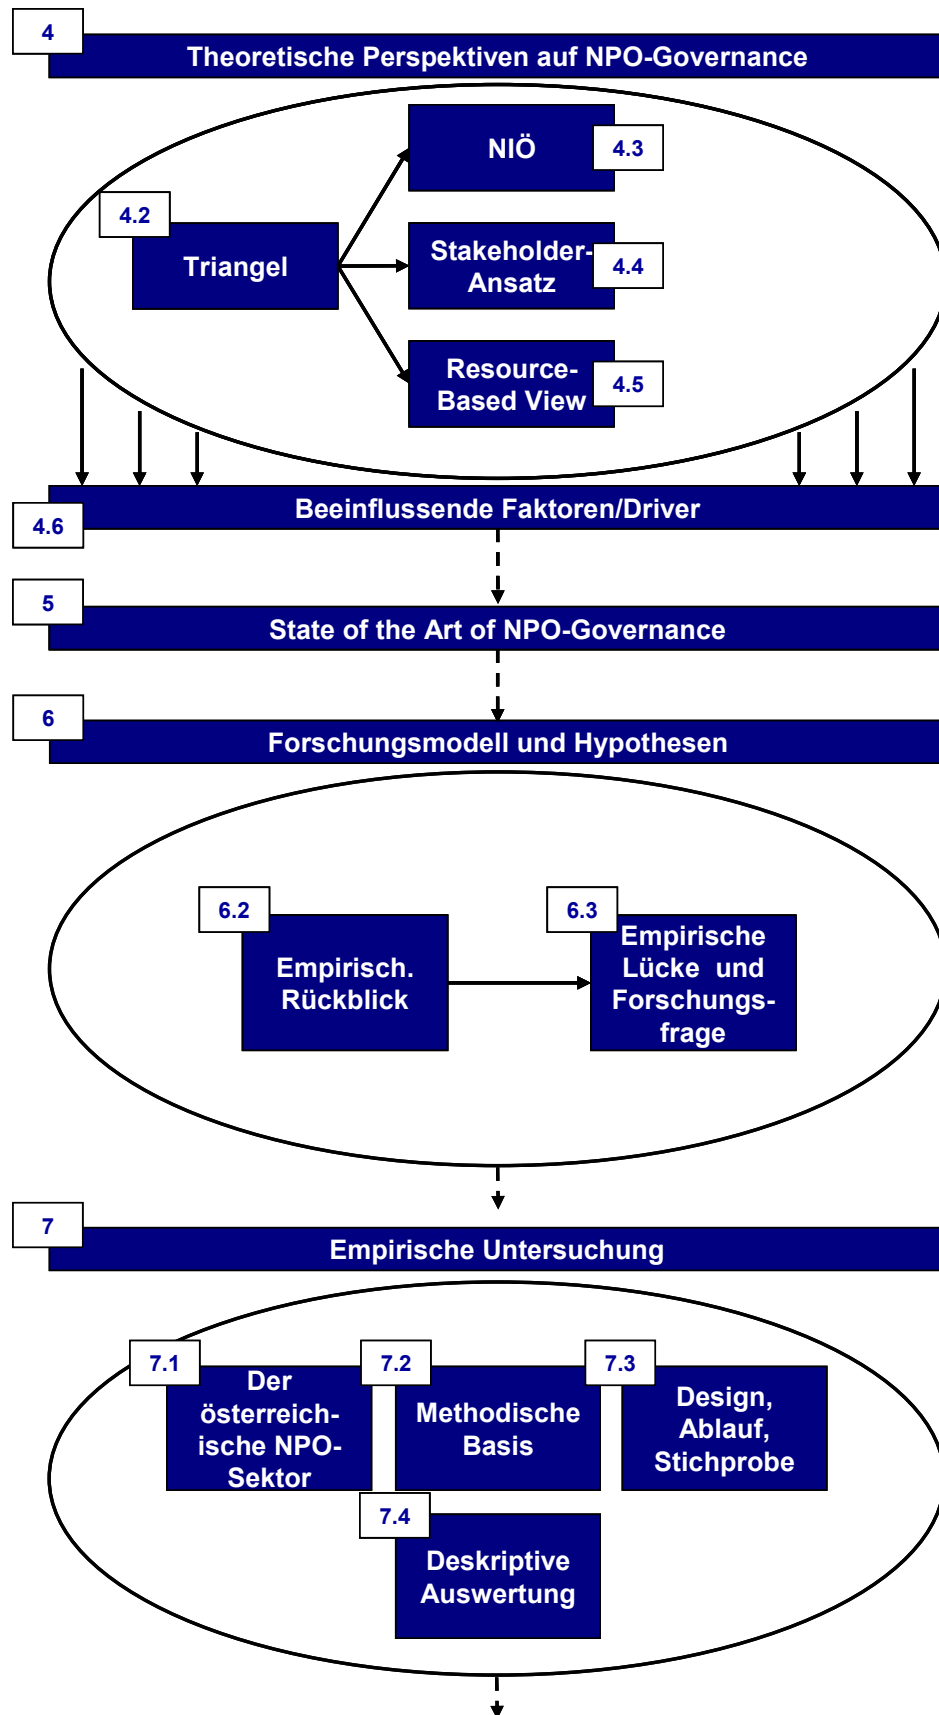 4
Theoretische Perspektiven auf NPO-Governance
NIÖ
4.3
4.2
Triangel
Stakeholder-
Ansatz
4.4
Resource-
Based View
4.5
Beeinflussende Faktoren/Driver
4.6
5
State of the Art of NPO-Governance
6
Forschungsmodell und Hypothesen
6.2
Empirisch.
Rückblick
6.3
Empirische
Lücke und
Forschungs-
frage
7
Empirische Untersuchung
7.1
Der
österreich-
ische NPO-
Sektor
7.2
Methodische
Basis
7.3
Design,
Ablauf,
Stichprobe
7.4
Deskriptive
Auswertung